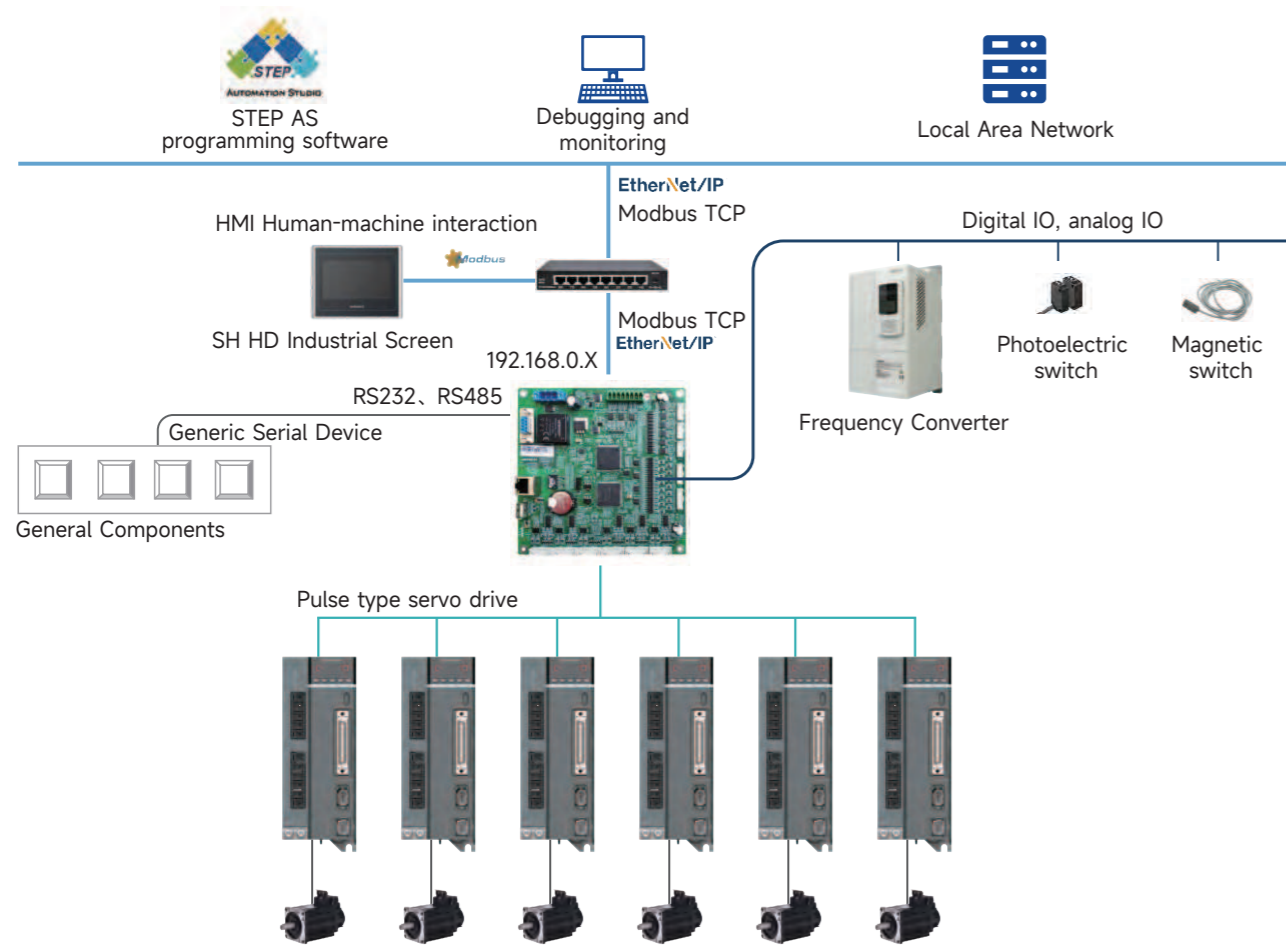 STEP
AUTOMATION STUDIO
STEP AS
programming software
Debugging and
monitoring
Local Area Network
EtherNet/IP
Modbus TCP
HMI Human-machine interaction
Modbus
Digital IO, analog IO
SH HD Industrial Screen
Modbus TCP
EtherNet/IP
192.168.0.X
Photoelectric
switch
Magnetic
switch
RS232、RS485
Frequency Converter
Generic Serial Device
General Components
Pulse type servo drive